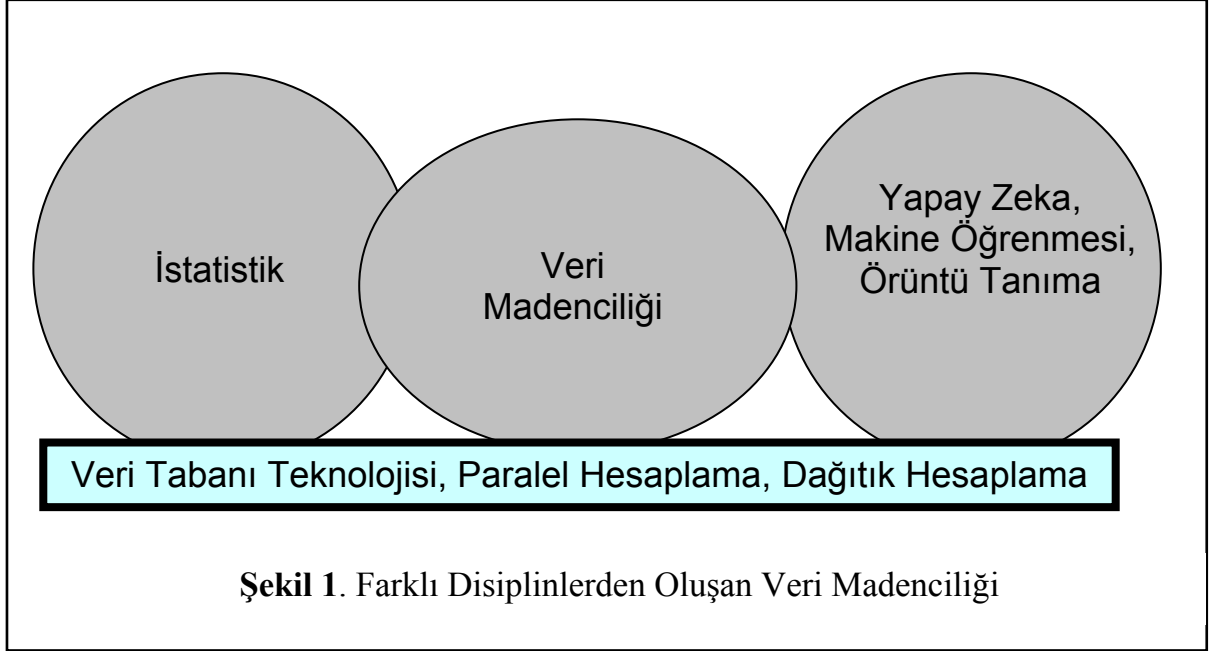 İstatistik
Veri
Madenciliği
Yapay Zeka,
Makine Öğrenmesi,
Örüntü Tanıma
Veri Tabanı Teknolojisi, Paralel Hesaplama, Dağıtık Hesaplama
Şekil 1. Farklı Disiplinlerden Oluşan Veri Madenciliği